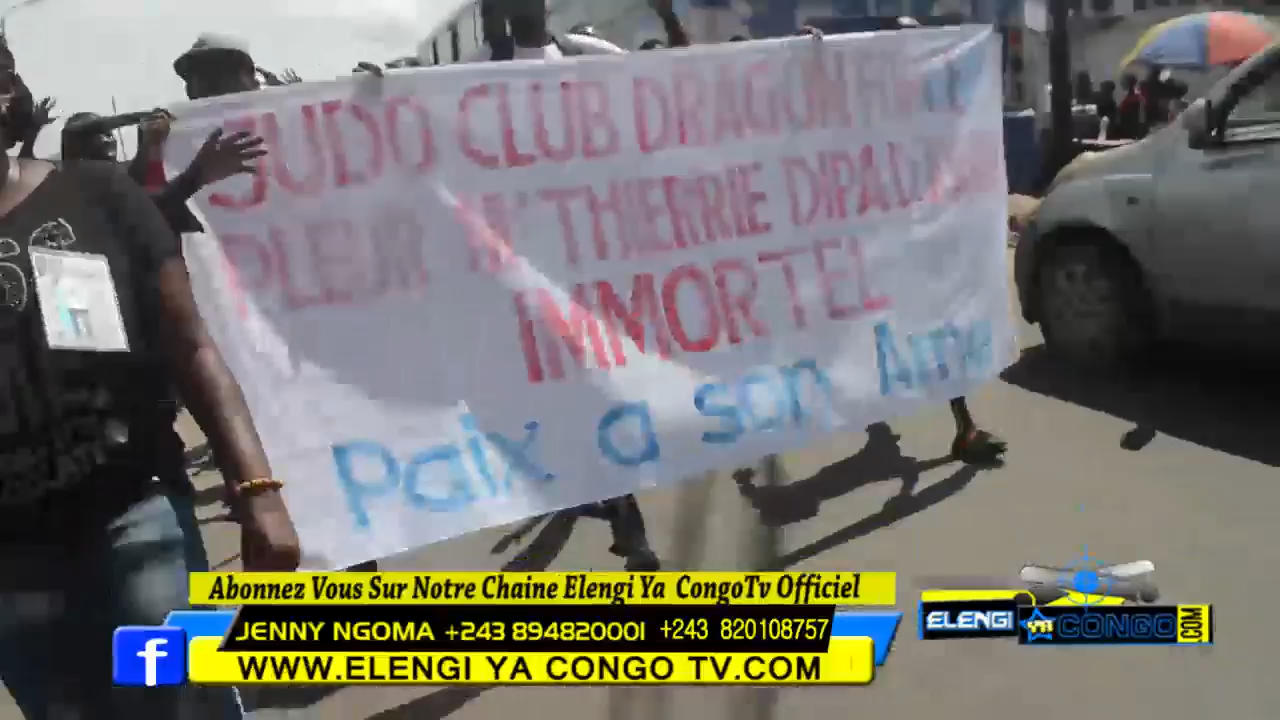 JUDO CLUB DRAGON
PLEUR THIERRIE
IMMORTEL
Paix a son Ame
Abonnez Vous Sur Notre Chaine Elengi Ya CongoTv Officiel
JENNY NGOMA +243 894820001 +243 820108757
WWW.ELENGI YA CONGO TV.COM
f
ELENGI YA CONGO .COM